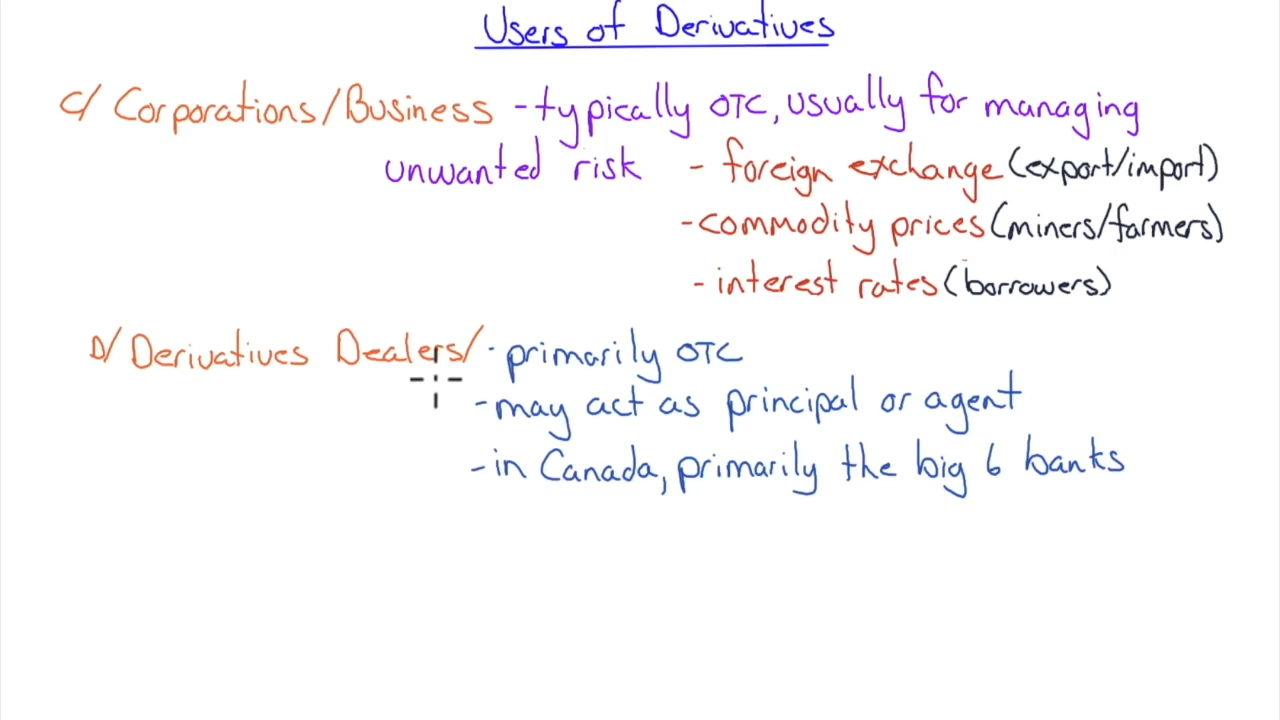 Users of Derivatives
C/ Corporations/Business - typically OTC, usually for managing
unwanted risk - foreign exchange (export/import)
- commodity prices (miners/farmers)
- interest rates (borrowers)
D/ Derivatives Dealers/ - primarily OTC
- may act as principal or agent
- in Canada, primarily the big 6 banks